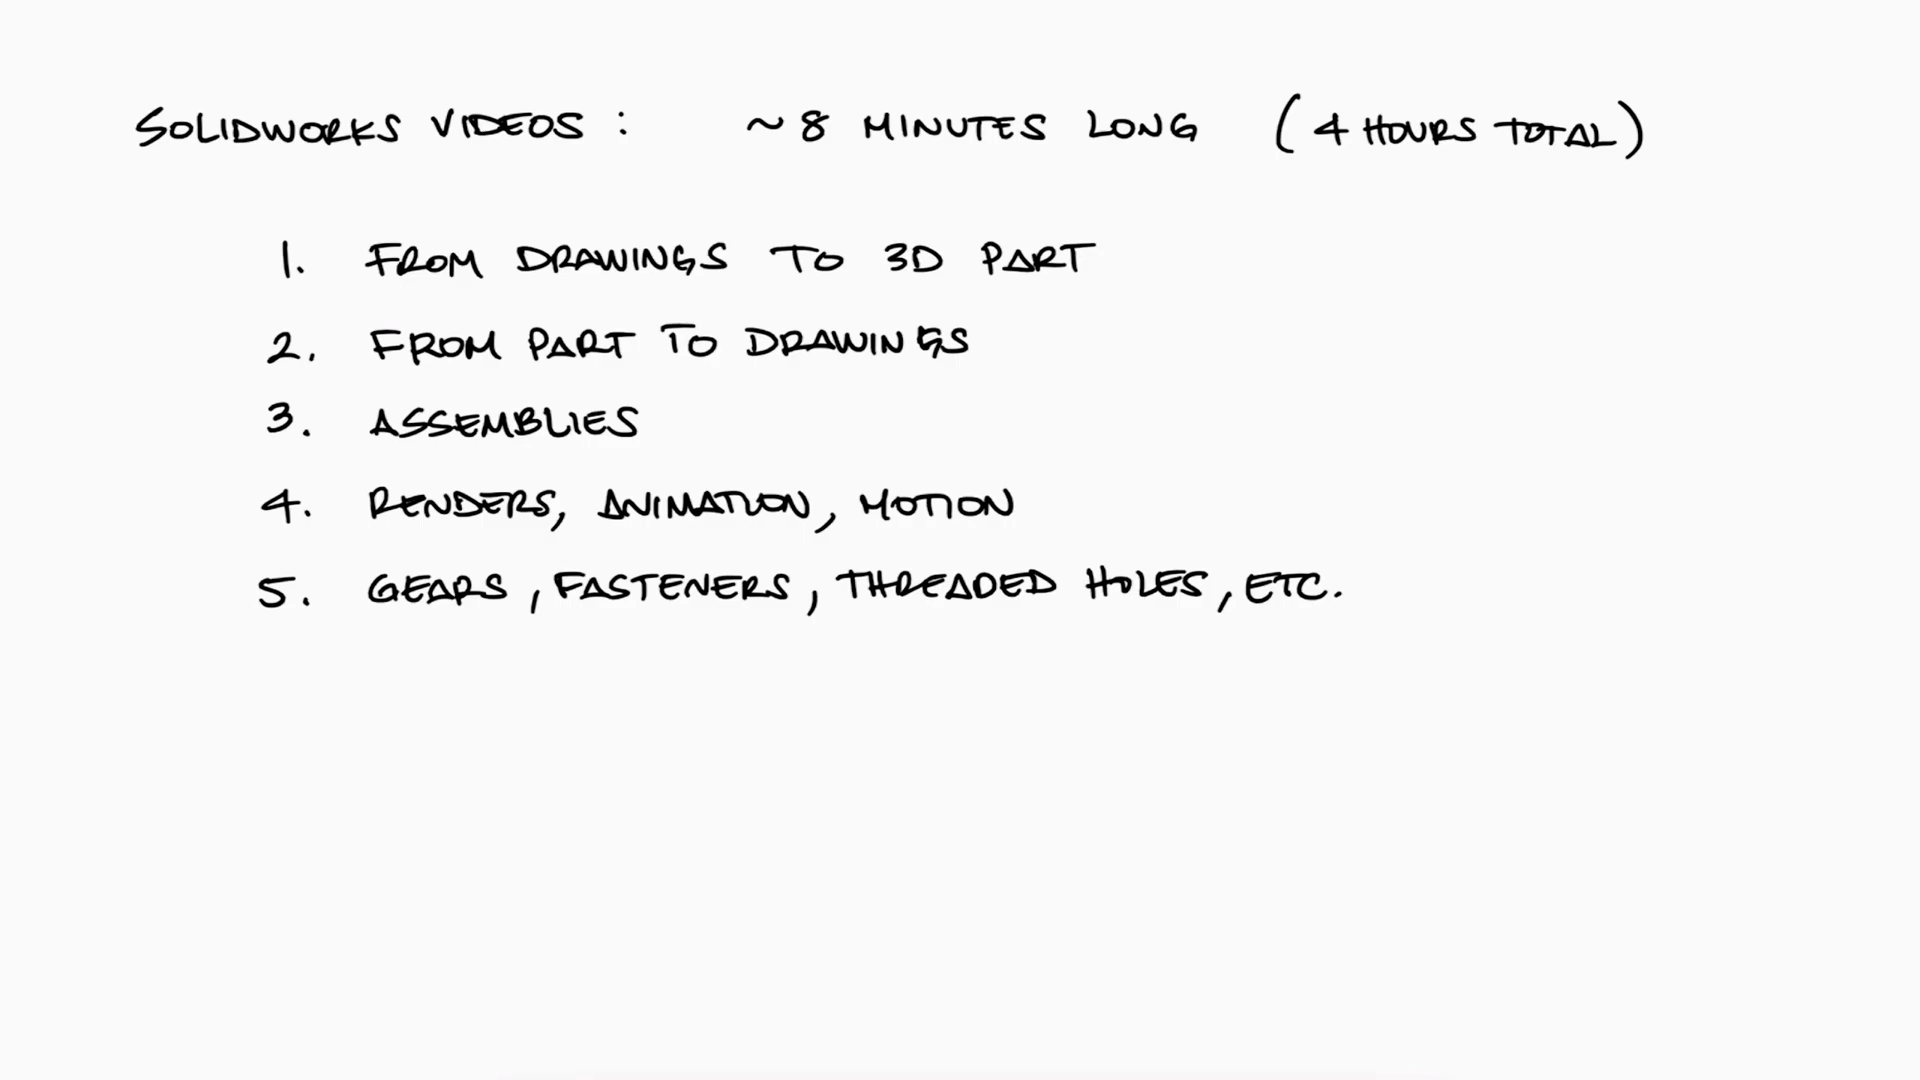 SOLIDWORKS VIDEOS : ~ 8 MINUTES LONG (4 HOURS TOTAL)
1. FROM DRAWINGS TO 3D PART
2. FROM PART TO DRAWINGS
3. ASSEMBLIES
4. RENDERS, ANIMATION, MOTION
5. GEARS, FASTENERS, THREADED HOLES, ETC.